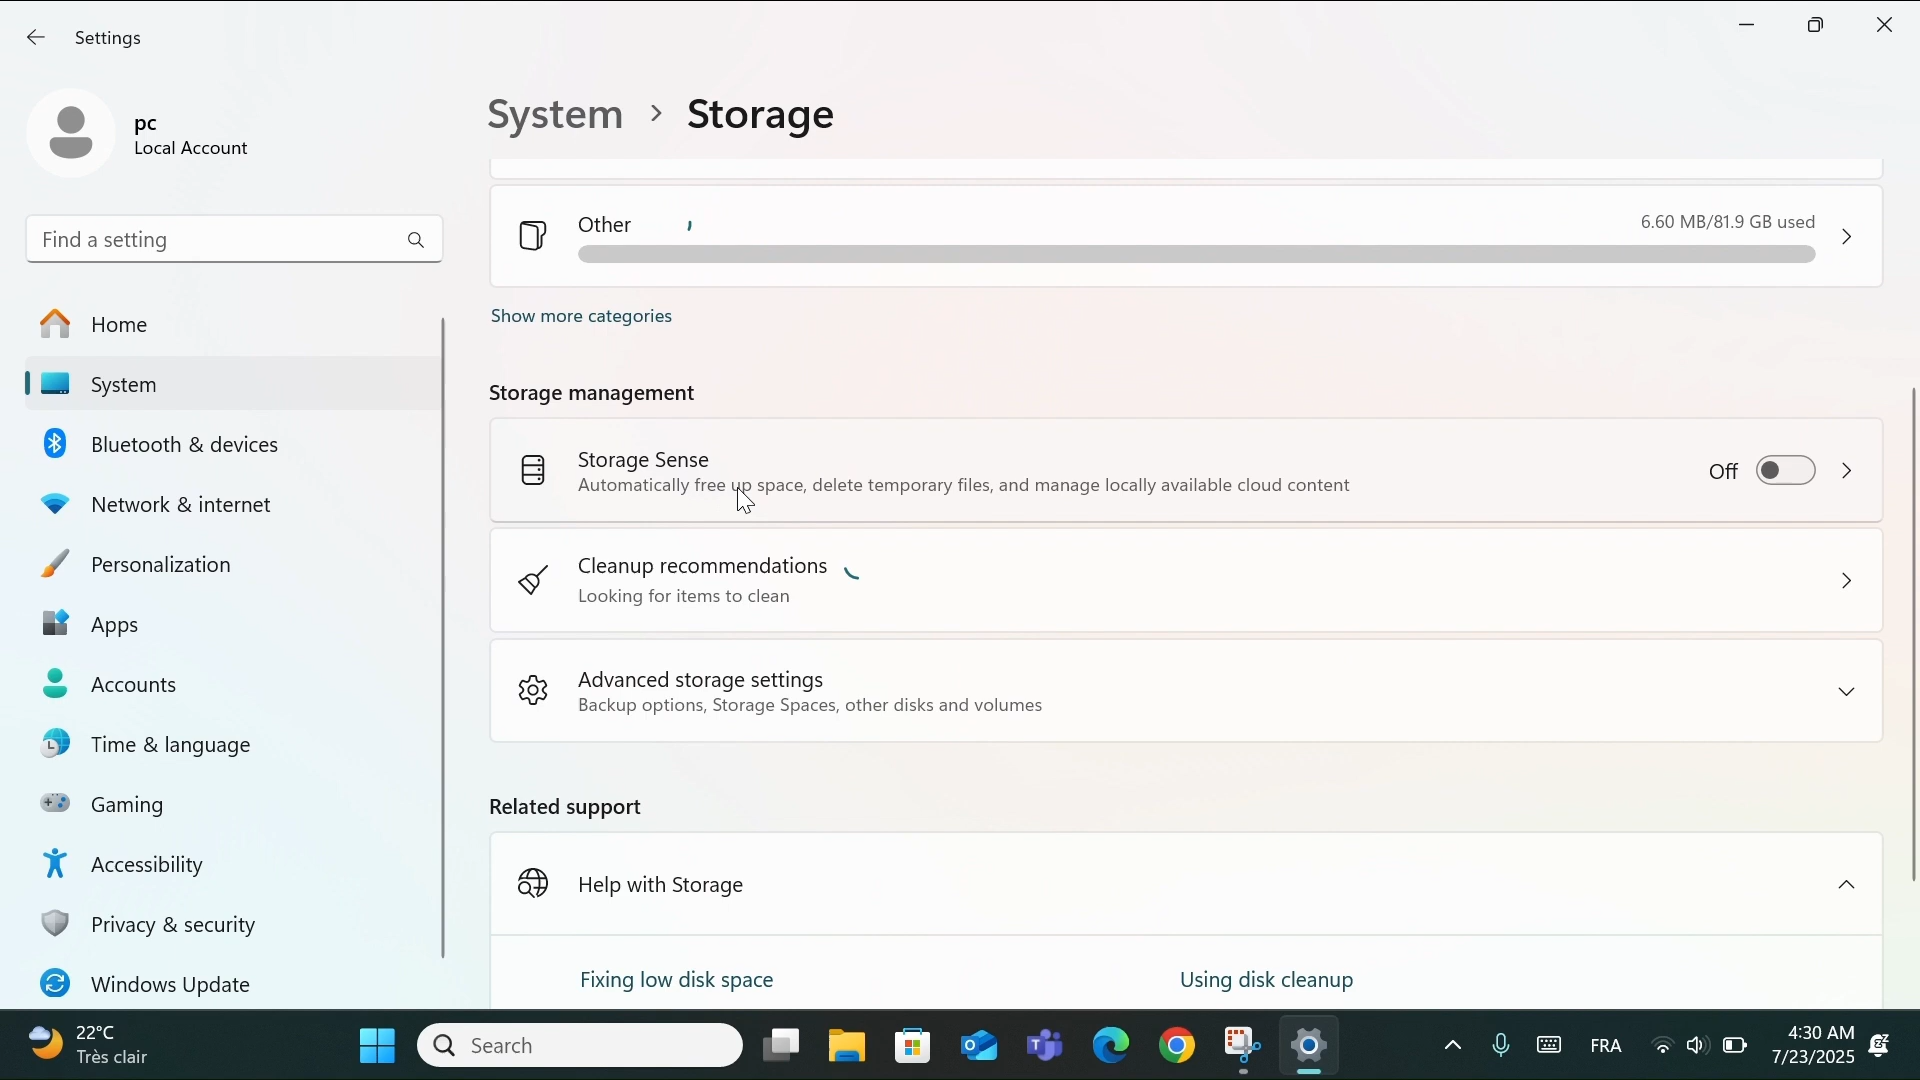 Settings
pc
Local Account
Find a setting
Home
System
Bluetooth & devices
Network & internet
Personalization
Apps
Accounts
Time & language
Gaming
Accessibility
Privacy & security
Windows Update
System > Storage
Other
6.60 MB/81.9 GB used
Show more categories
Storage management
Storage Sense
Automatically free up space, delete temporary files, and manage locally available cloud content
Off
Cleanup recommendations
Looking for items to clean
Advanced storage settings
Backup options, Storage Spaces, other disks and volumes
Related support
Help with Storage
Fixing low disk space
Using disk cleanup
22°C
Très clair
Search
FRA
4:30 AM
7/23/2025